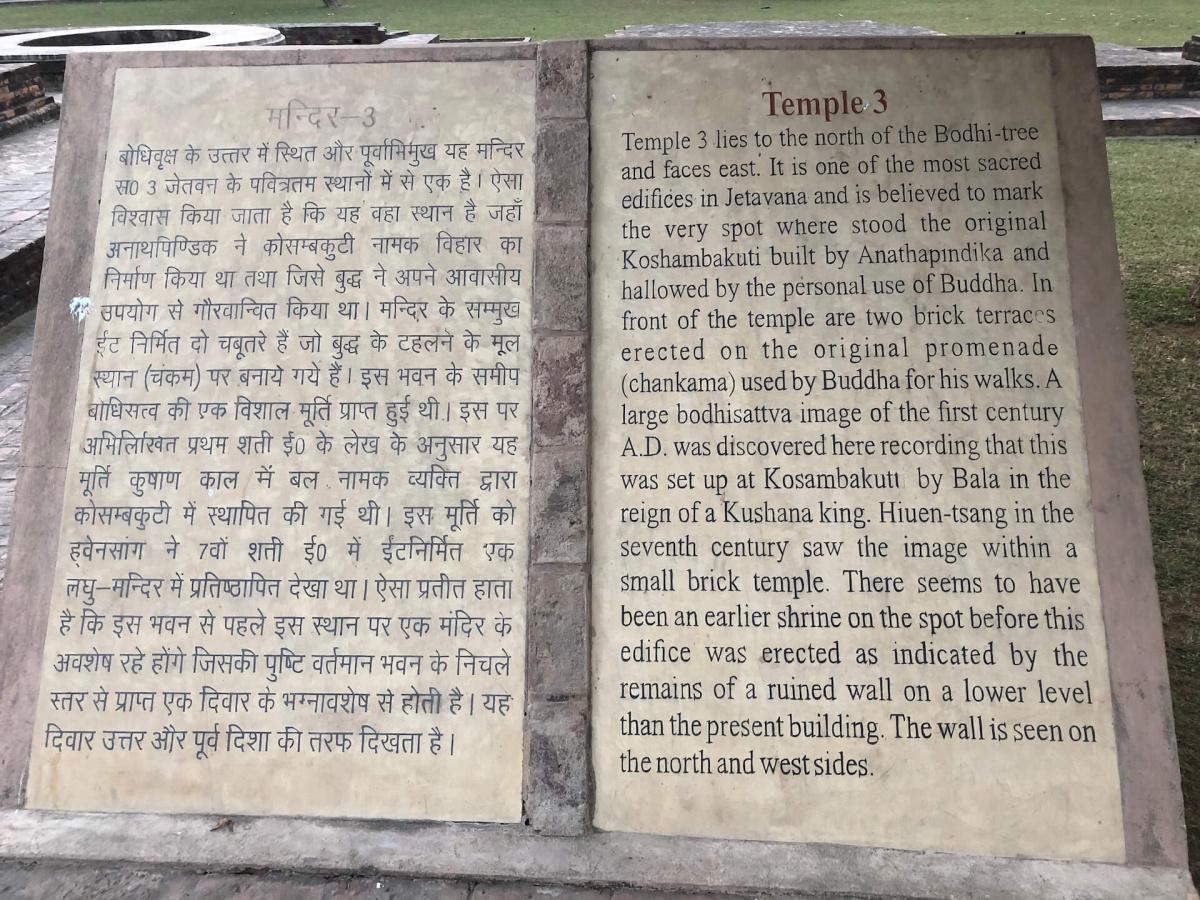 मन्दिर–3
बोधिवृक्ष के उत्तर में स्थित और पूर्वाभिमुख यह मन्दिर
स0 3 जेतवन के पवित्रतम स्थानों में से एक है। ऐसा
विश्वास किया जाता है कि यह वहा स्थान है जहाँ
अनाथपिण्डिक ने कोसम्बकुटी नामक विहार का
निर्माण किया था तथा जिसे बुद्ध ने अपने आवासीय
उपयोग से गौरवान्वित किया था। मन्दिर के सम्मुख
ईट निर्मित दो चबूतरे हैं जो बुद्ध के टहलने के मूल
स्थान (चंकम) पर बनाये गयें हैं। इस भवन के समीप
बोधिसत्व की एक विशाल मूर्ति प्राप्त हुई थी। इस पर
अभिलिखित प्रथम शती ई0 के लेख के अनुसार यह
मूर्ति कुषाण काल में बल नामक व्यक्ति द्वारा
कोसम्बकुटी में स्थापित की गई थी। इस मूर्ति को
ह्वेनसांग ने 7वों शती ई0 में ईंटनिर्मित एक
लघु–मन्दिर में प्रतिष्ठापित देखा था। ऐसा प्रतीत हाता
है कि इस भवन से पहले इस स्थान पर एक मंदिर के
अवशेष रहे होंगे जिसकी पुष्टि वर्तमान भवन के निचले
स्तर से प्राप्त एक दिवार के भग्नावशेष से होती है। यह
दिवार उत्तर और पूर्व दिशा की तरफ दिखता है।
Temple 3
Temple 3 lies to the north of the Bodhi-tree
and faces east. It is one of the most sacred
edifices in Jetavana and is believed to mark
the very spot where stood the original
Koshambakuti built by Anathapindika and
hallowed by the personal use of Buddha. In
front of the temple are two brick terraces
erected on the original promenade
(chankama) used by Buddha for his walks. A
large bodhisattva image of the first century
A.D. was discovered here recording that this
was set up at Kosambakuti by Bala in the
reign of a Kushana king. Hiuen-tsang in the
seventh century saw the image within a
small brick temple. There seems to have
been an earlier shrine on the spot before this
edifice was erected as indicated by the
remains of a ruined wall on a lower level
than the present building. The wall is seen on
the north and west sides.